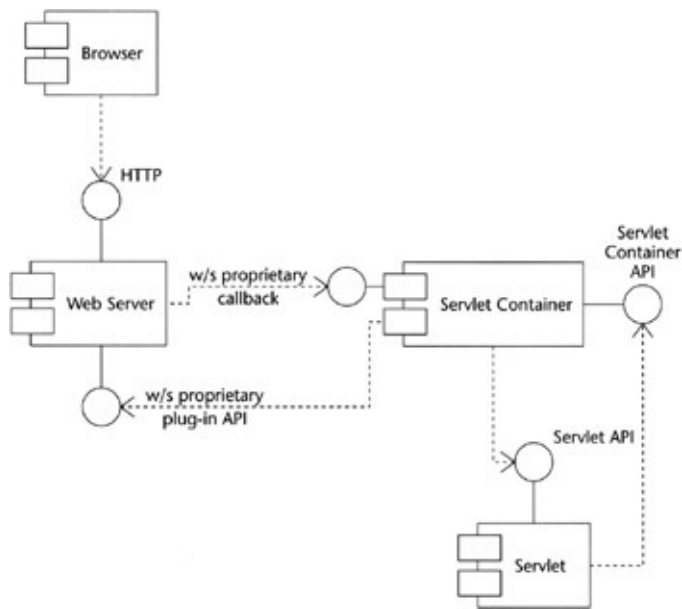 Browser
HTTP
Servlet
Container
API
w/s proprietary
callback
Web Server
Servlet Container
w/s proprietary
plug-in API
Servlet API
Servlet